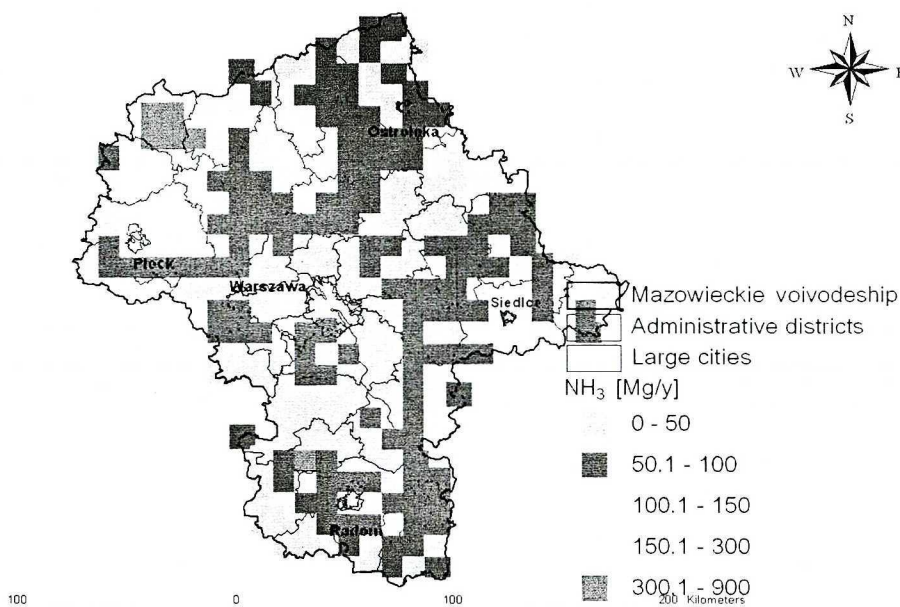 N
W E
S
Ostrołęka
Płock
Warszawa
Siedlce
Radom
Mazowieckie voivodeship
Administrative districts
Large cities
NH₃ [Mg/y]
0 - 50
50.1 - 100
100.1 - 150
150.1 - 300
300.1 - 900
100 0 100 200 Kilometers